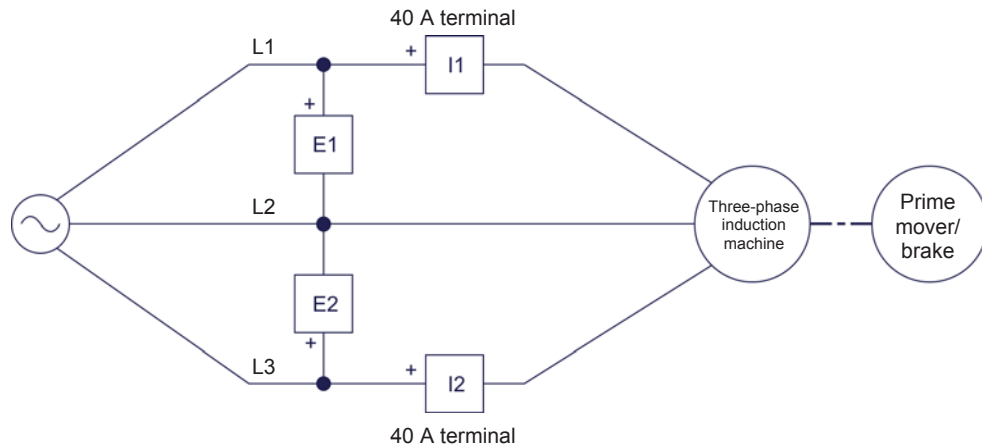 40 A terminal
L1
+
I1
+
E1
L2
Three-phase
induction
machine
Prime
mover/
brake
E2
+
L3
+
I2
40 A terminal